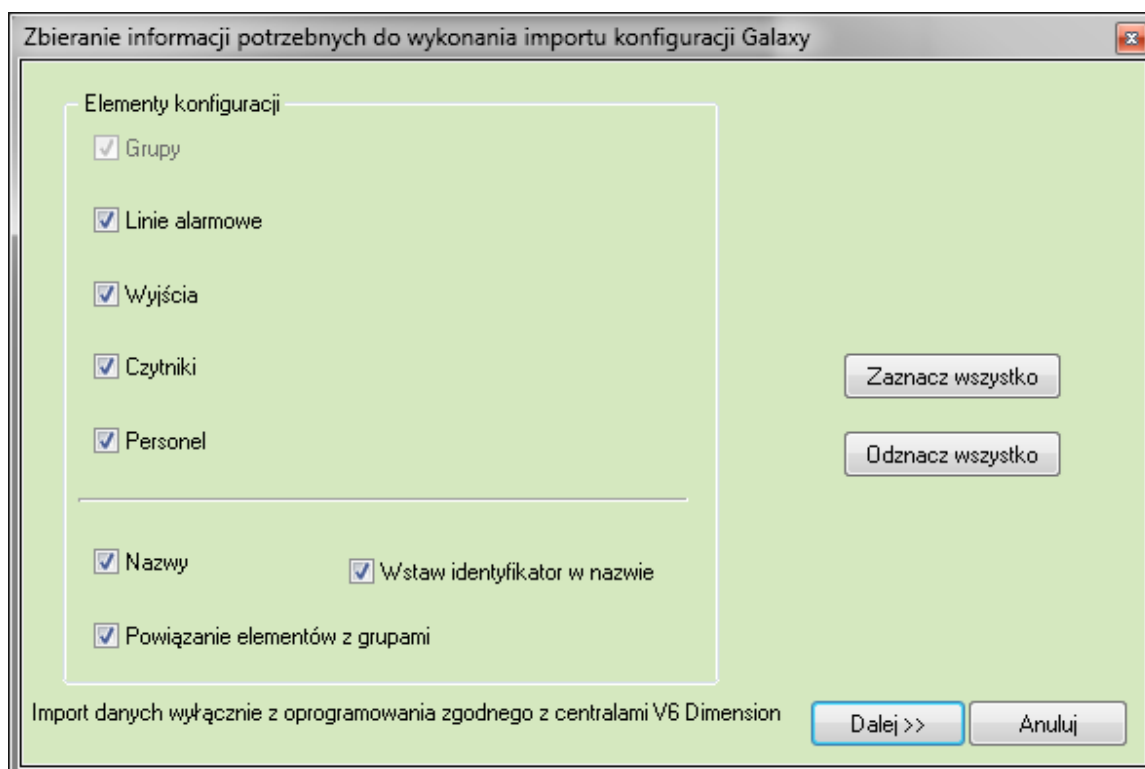 Zbieranie informacji potrzebnych do wykonania importu konfiguracji Galaxy
Elementy konfiguracji
Grupy
Linie alarmowe
Wyjścia
Czytniki
Zaznacz wszystko
Personel
Odznacz wszystko
Nazwy
Wstaw identyfikator w nazwie
Powiązanie elementów z grupami
Import danych wyłącznie z oprogramowania zgodnego z centralami V6 Dimension
Dalej >>
Anuluj